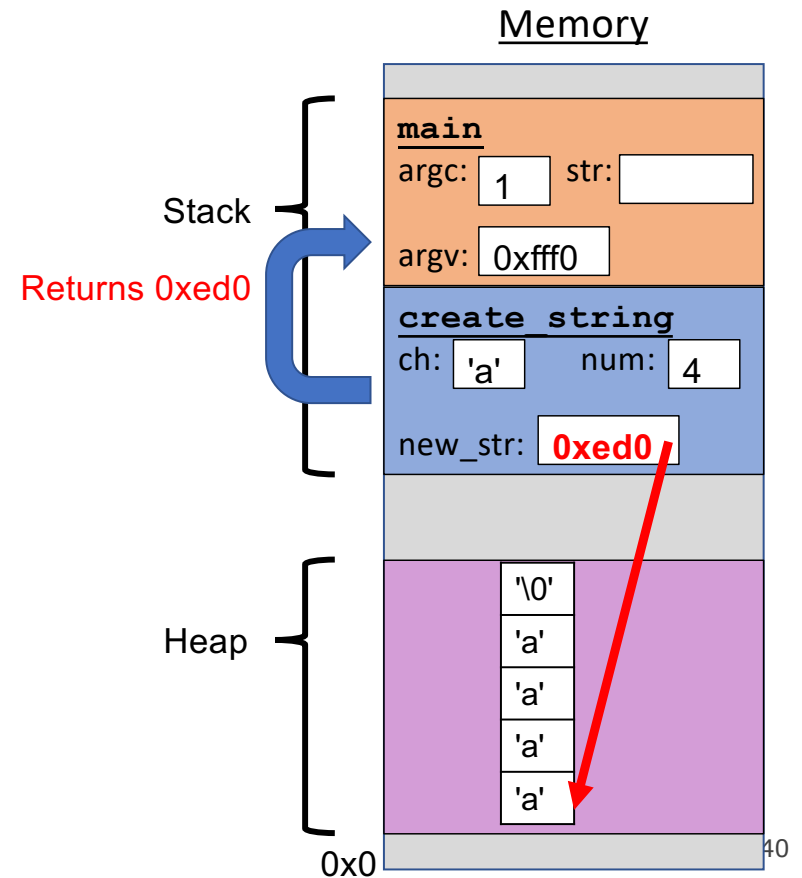 Memory
main
argc: 1 str:
Stack
argv: 0xfff0
Returns 0xed0
create_string
ch: 'a' num: 4
new_str: 0xed0
'\0'
'a'
Heap
'a'
'a'
'a'
0x0
40